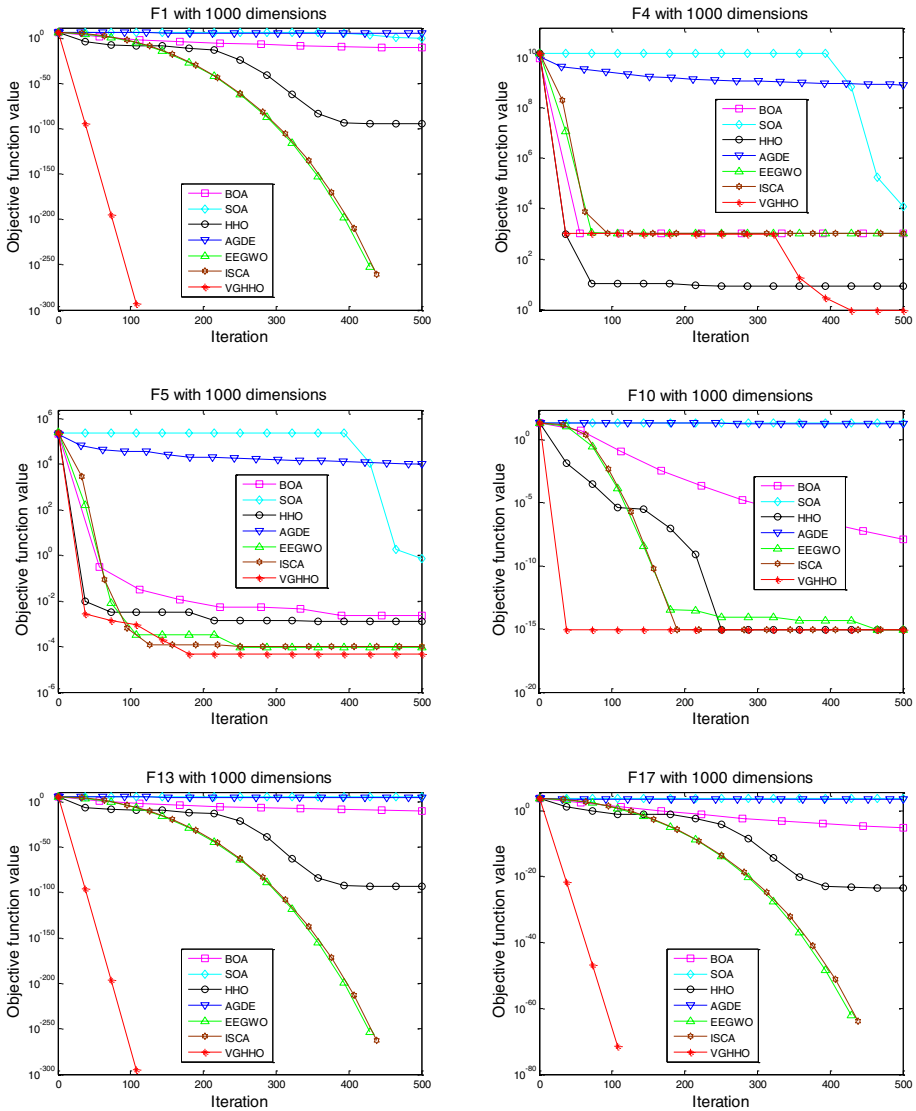 F1 with 1000 dimensions
Objective function value
10^0
10^-50
10^-100
10^-150
10^-200
10^-250
10^-300
BOA
SOA
HHO
AGDE
EEGWO
ISCA
VGHHO
0 100 200 300 400 500
Iteration
F4 with 1000 dimensions
Objective function value
10^10
10^8
10^6
10^4
10^2
10^0
BOA
SOA
HHO
AGDE
EEGWO
ISCA
VGHHO
0 100 200 300 400 500
Iteration
F5 with 1000 dimensions
Objective function value
10^6
10^4
10^2
10^0
10^-2
10^-4
10^-6
BOA
SOA
HHO
AGDE
EEGWO
ISCA
VGHHO
0 100 200 300 400 500
Iteration
F10 with 1000 dimensions
Objective function value
10^0
10^-5
10^-10
10^-15
10^-20
BOA
SOA
HHO
AGDE
EEGWO
ISCA
VGHHO
0 100 200 300 400 500
Iteration
F13 with 1000 dimensions
Objective function value
10^0
10^-50
10^-100
10^-150
10^-200
10^-250
10^-300
BOA
SOA
HHO
AGDE
EEGWO
ISCA
VGHHO
0 100 200 300 400 500
Iteration
F17 with 1000 dimensions
Objective function value
10^0
10^-20
10^-40
10^-60
10^-80
BOA
SOA
HHO
AGDE
EEGWO
ISCA
VGHHO
0 100 200 300 400 500
Iteration